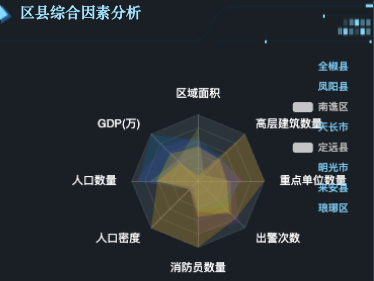 区县综合因素分析
全椒县
凤阳县
南谯区
天长市
定远县
明光市
来安县
琅琊区
区域面积
高层建筑数量
重点单位数量
出警次数
消防员数量
人口密度
人口数量
GDP(万)